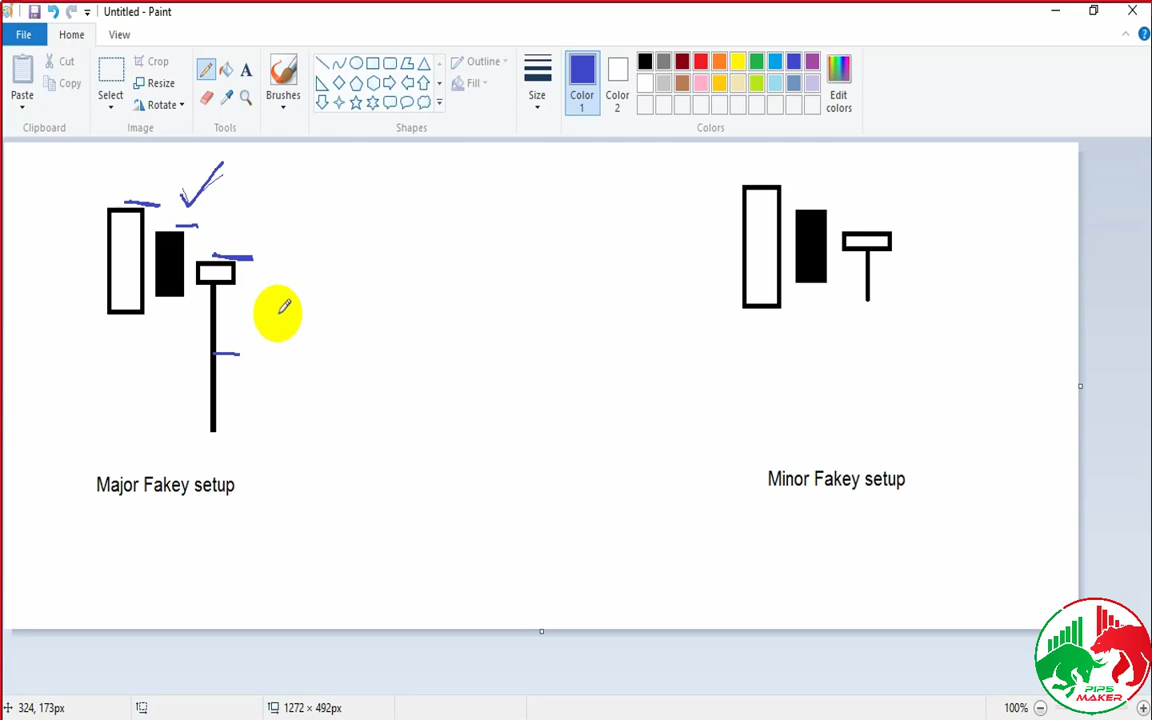 Untitled - Paint
File Home View
Paste
Cut
Copy
Clipboard
Select
Crop
Resize
Rotate
Image
A
Tools
Brushes
Outline
Fill
Shapes
Size
Color 1
Color 2
Edit colors
Colors
Major Fakey setup
Minor Fakey setup
PIPS MAKER
324, 173px
1272 × 492px
100%